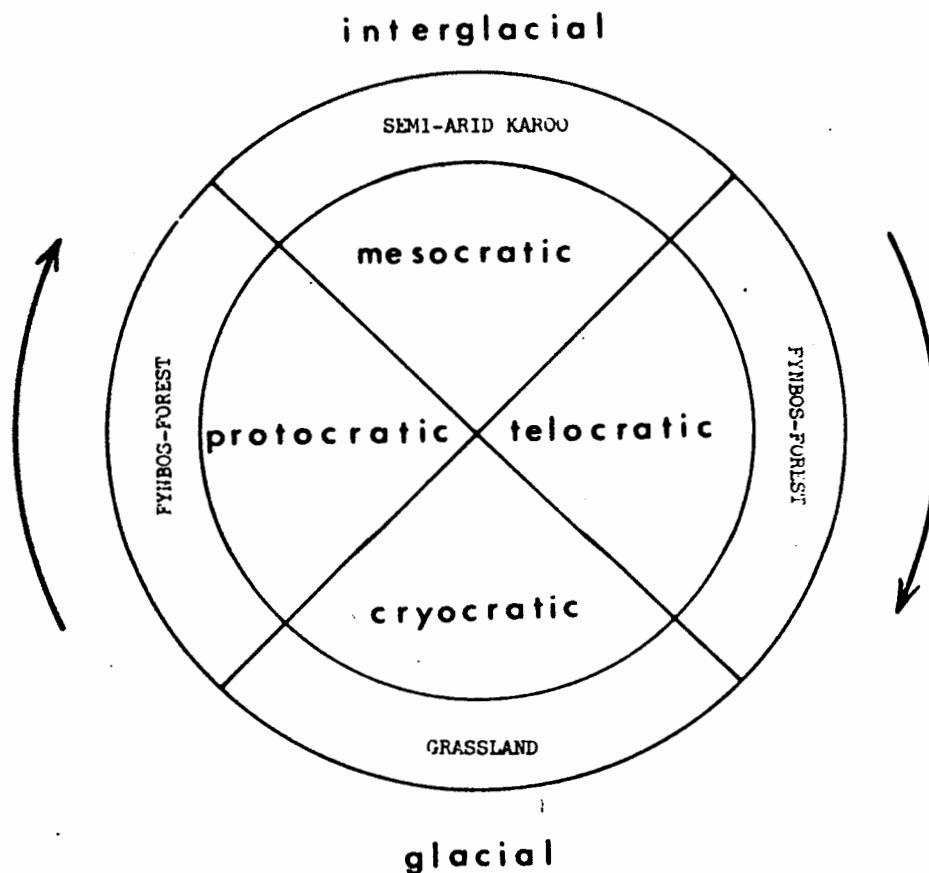 interglacial
SEMI-ARID KAROO
mesocratic
FYNBOS-FOREST
protocratic
telocratic
FYNBOS-FOREST
cryocratic
GRASSLAND
glacial